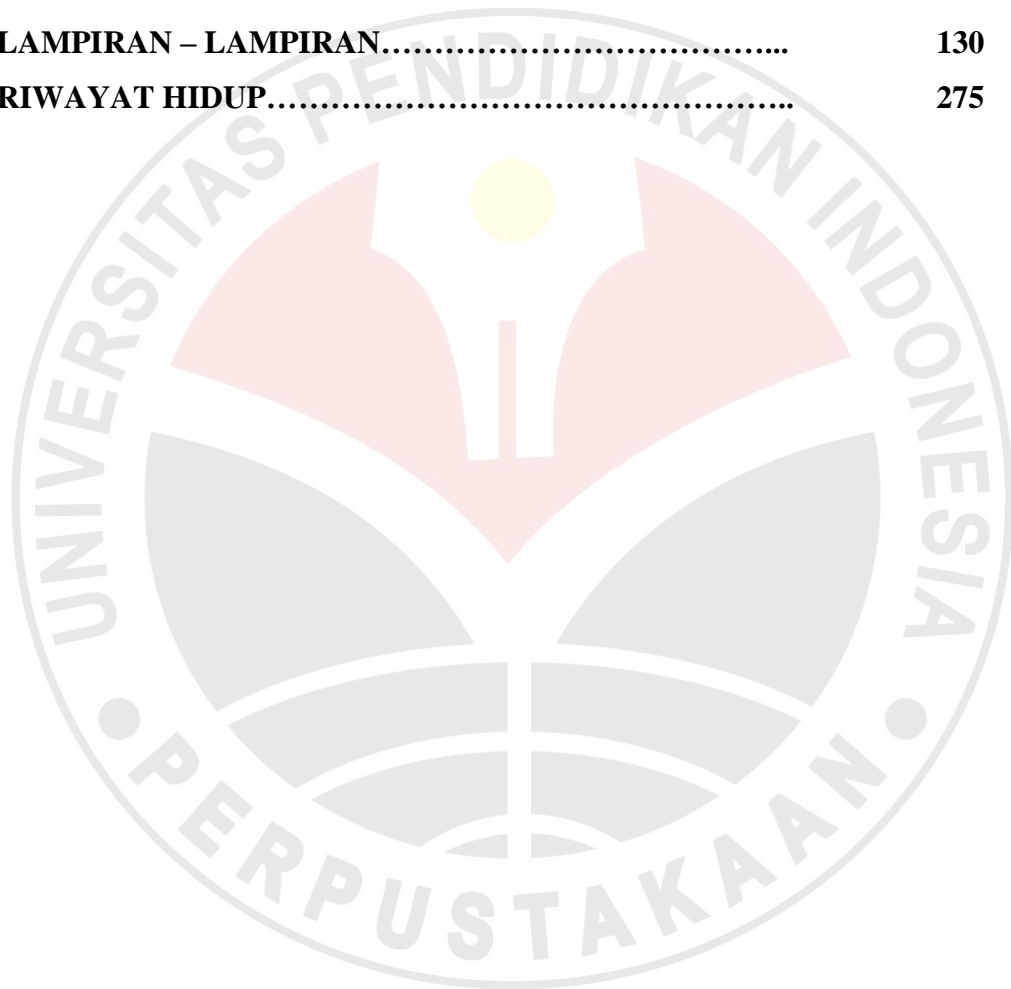 LAMPIRAN – LAMPIRAN………………………………... 130
RIWAYAT HIDUP………………………………………….. 275
UNIVERSITAS PENDIDIKAN INDONESIA
PERPUSTAKAAN